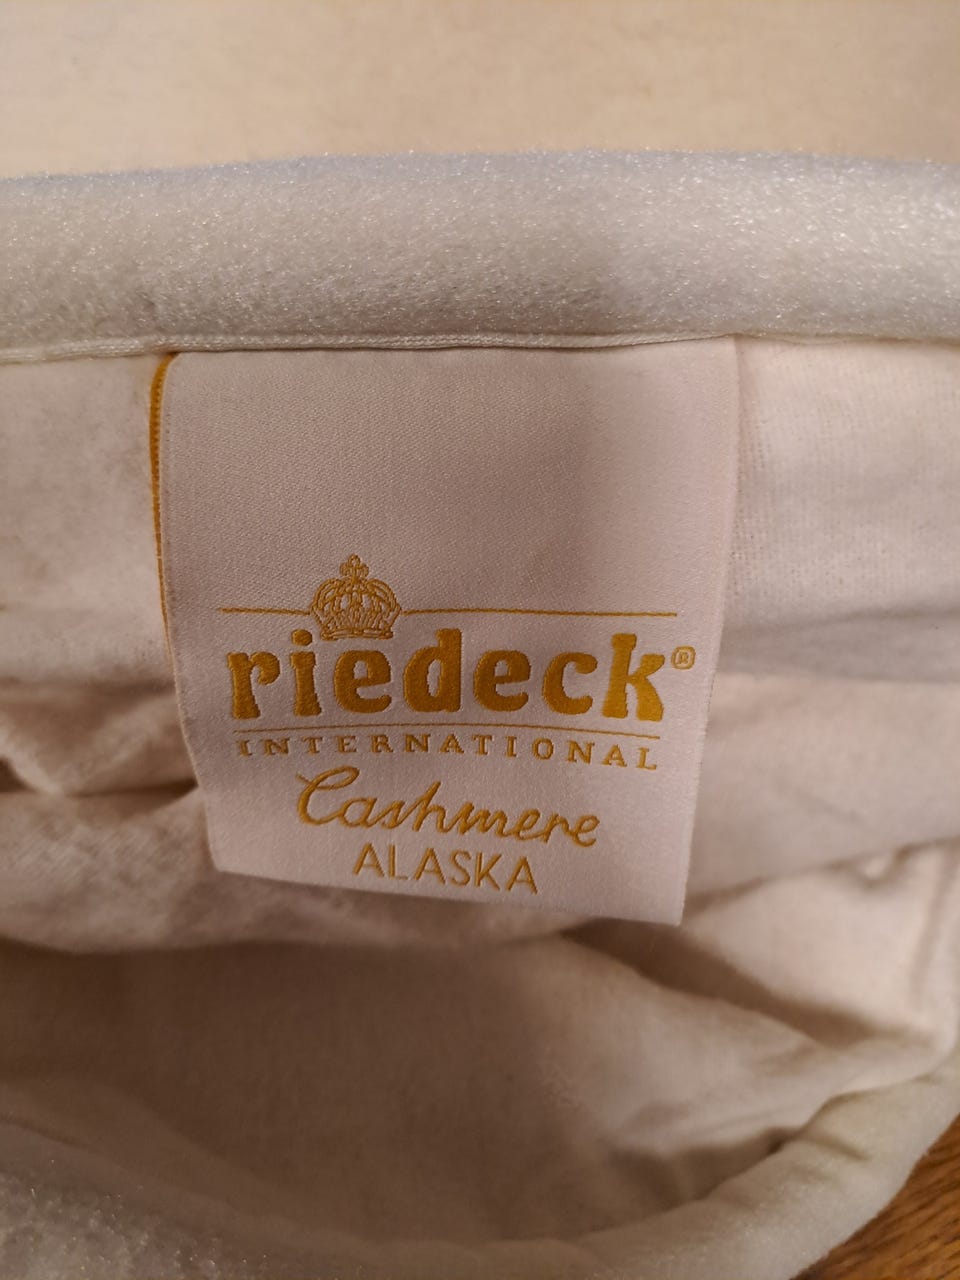 riedeck®
INTERNATIONAL
Cashmere
ALASKA